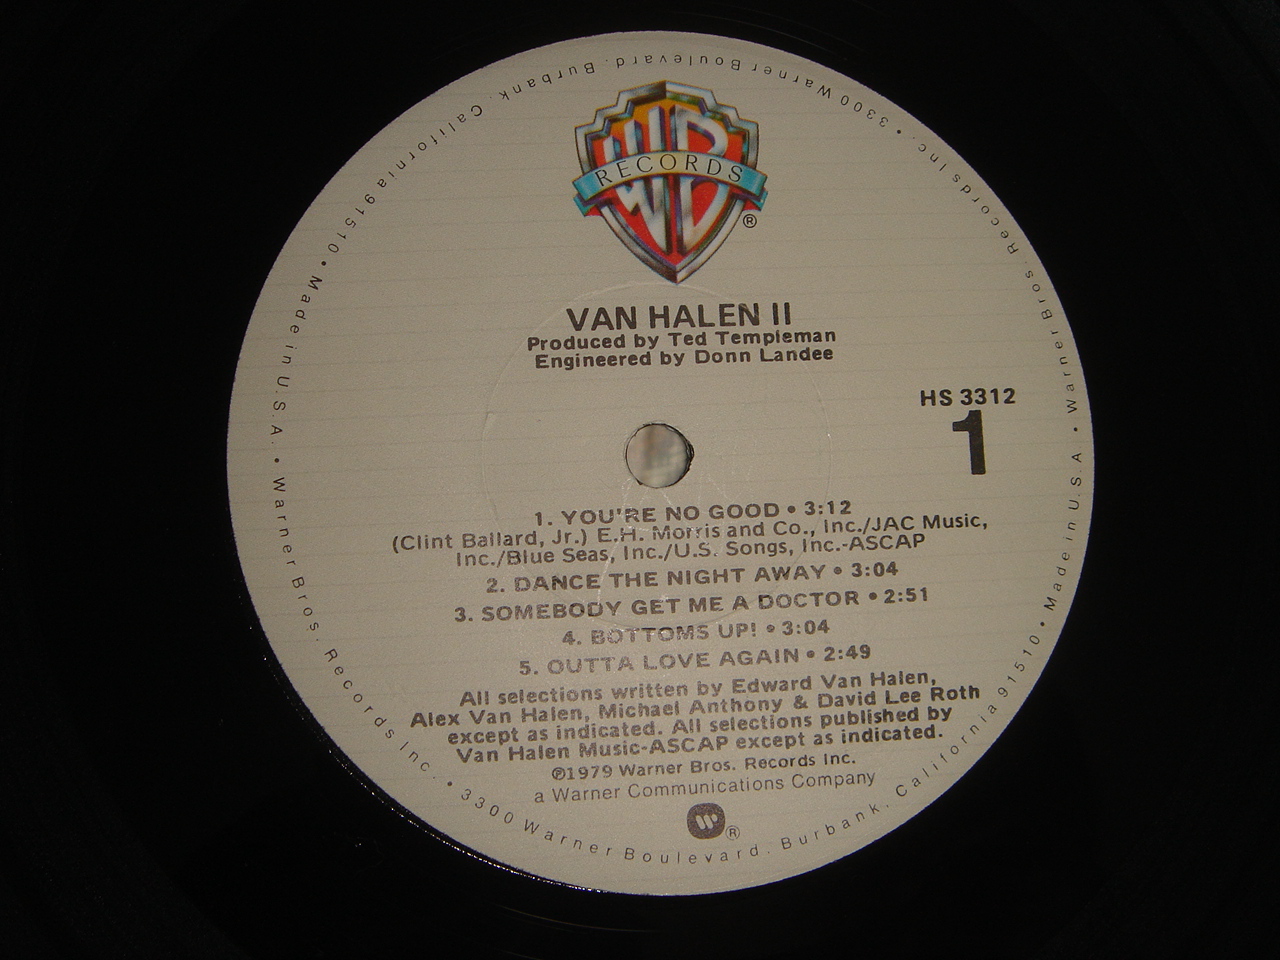 WB
RECORDS
®
VAN HALEN II
Produced by Ted Templeman
Engineered by Donn Landee
HS 3312
1
1. YOU'RE NO GOOD • 3:12
(Clint Ballard, Jr.) E.H. Morris and Co., Inc./JAC Music,
Inc./Blue Seas, Inc./U.S. Songs, Inc.-ASCAP
2. DANCE THE NIGHT AWAY • 3:04
3. SOMEBODY GET ME A DOCTOR • 2:51
4. BOTTOMS UP! • 3:04
5. OUTTA LOVE AGAIN • 2:49
All selections written by Edward Van Halen,
Alex Van Halen, Michael Anthony & David Lee Roth
except as indicated. All selections published by
Van Halen Music-ASCAP except as indicated.
℗1979 Warner Bros. Records Inc.
a Warner Communications Company
®
Warner Bros. Records Inc. • 3300 Warner Boulevard. Burbank. California 91510 • Made in U.S.A. • Warner Bros. Records Inc. • 3300 Warner Boulevard. Burbank. California 91510 • Made in U.S.A. •